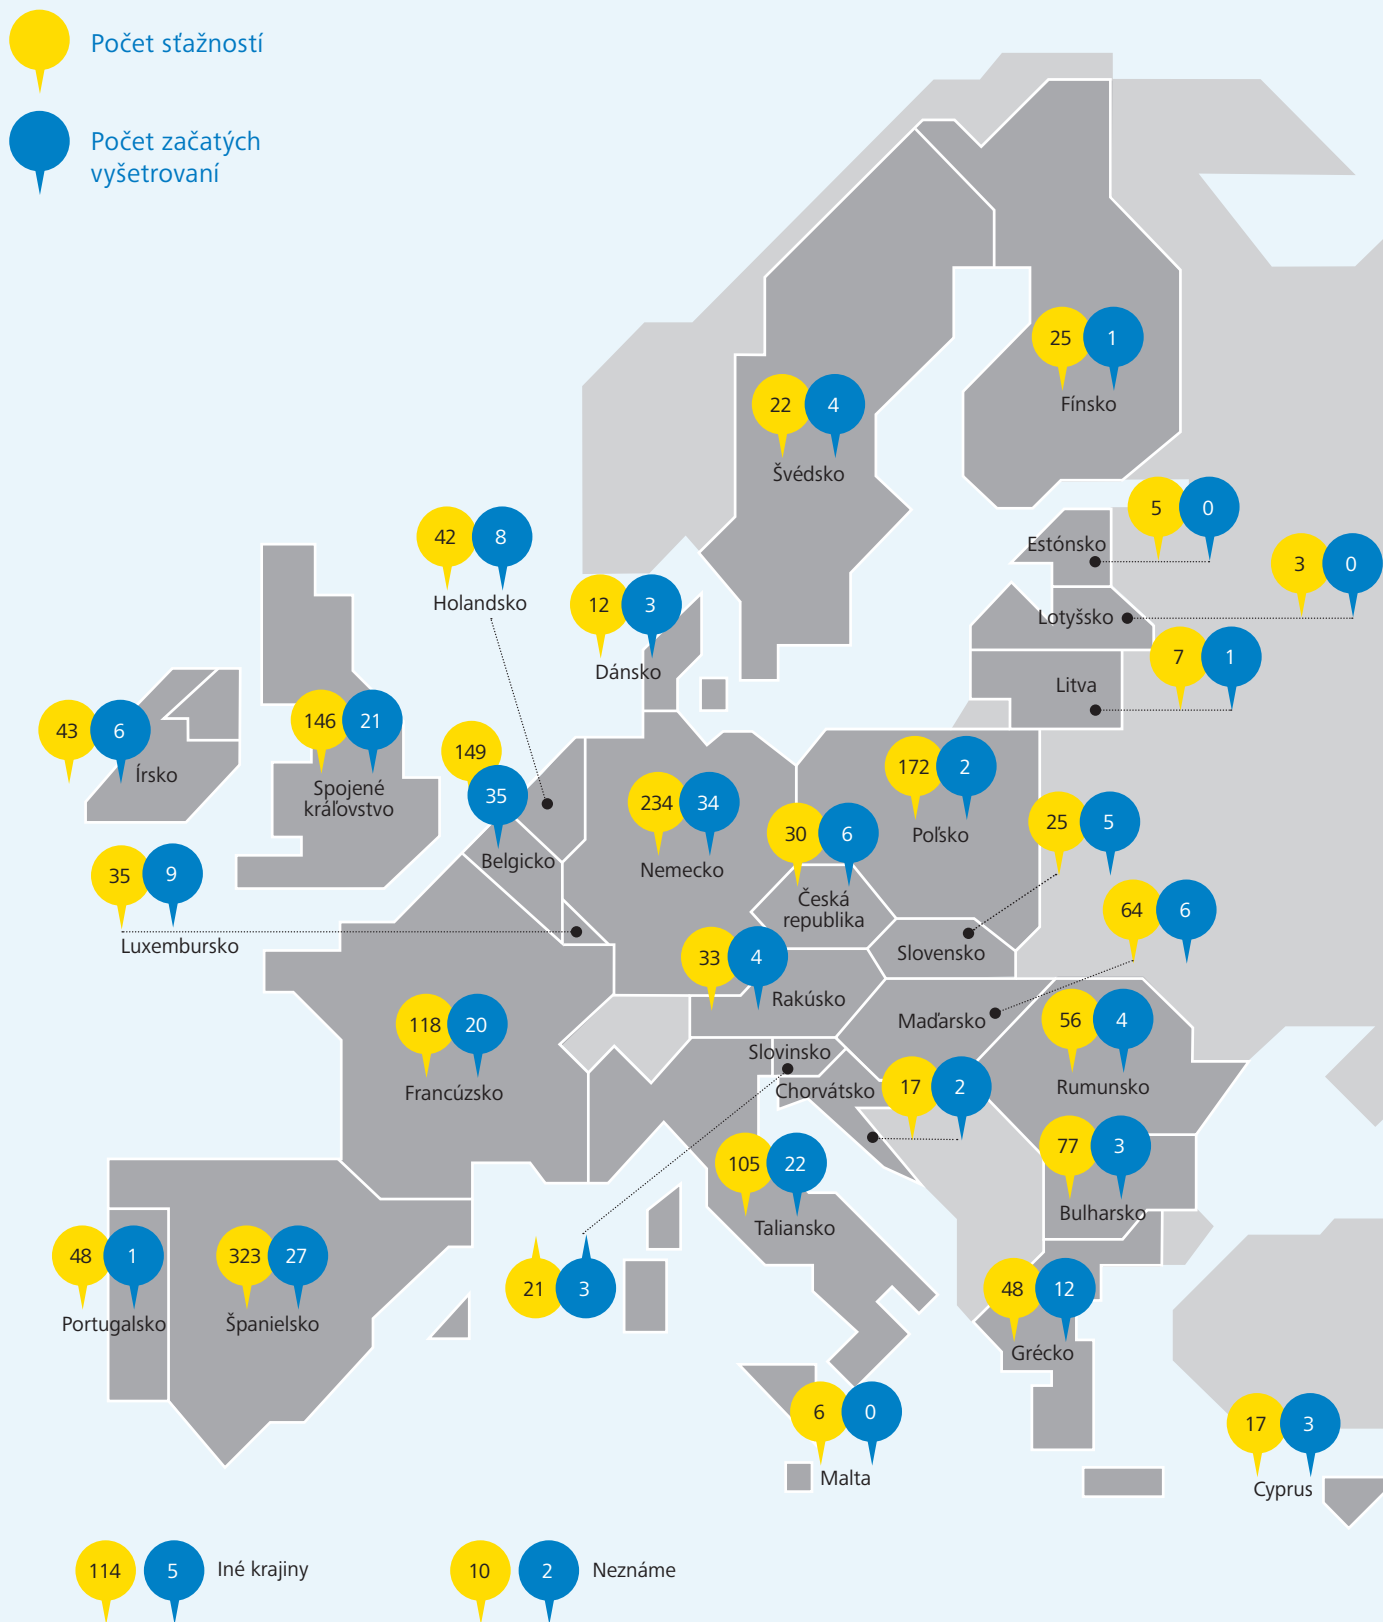 Počet sťažností
Počet začatých
vyšetrovaní
25 1
Fínsko
22 4
Švédsko
5 0
Estónsko
42 8
Holandsko
3 0
Lotyšsko
12 3
Dánsko
7 1
Litva
43 6
Írsko
146 21
Spojené
kráľovstvo
149
35
Belgicko
234 34
Nemecko
172 2
Poľsko
30 6
Česká
republika
25 5
Slovensko
35 9
Luxembursko
64 6
Maďarsko
33 4
Rakúsko
118 20
Francúzsko
56 4
Rumunsko
Slovinsko
Chorvátsko
17 2
77 3
Bulharsko
105 22
Taliansko
48 1
Portugalsko
323 27
Španielsko
21 3
48 12
Grécko
6 0
Malta
17 3
Cyprus
114 5 Iné krajiny
10 2 Neznáme